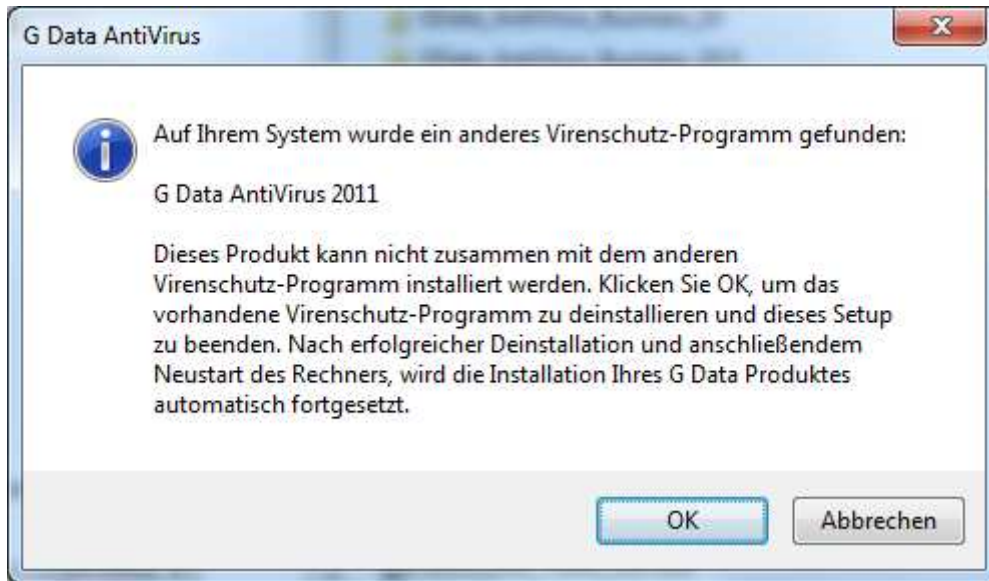 G Data AntiVirus
Auf Ihrem System wurde ein anderes Virenschutz-Programm gefunden:
G Data AntiVirus 2011
Dieses Produkt kann nicht zusammen mit dem anderen
Virenschutz-Programm installiert werden. Klicken Sie OK, um das
vorhandene Virenschutz-Programm zu deinstallieren und dieses Setup
zu beenden. Nach erfolgreicher Deinstallation und anschließendem
Neustart des Rechners, wird die Installation Ihres G Data Produktes
automatisch fortgesetzt.
OK
Abbrechen